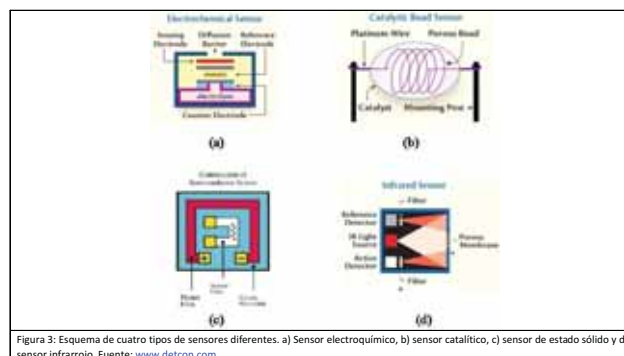 Electrochemical Sensor
Sensing Electrode
Diffusion Barrier
Reference Electrode
Counter Electrode
(a)
Catalytic Bead Sensor
Platinum Wire
Porous Bead
Catalyst
Mounting Post
(b)
Semiconductor Sensor
(c)
Infrared Sensor
Filter
Reference Detector
IR Light Source
Active Detector
Porous Membrane
Filter
(d)
Figura 3: Esquema de cuatro tipos de sensores diferentes. a) Sensor electroquímico, b) sensor catalítico, c) sensor de estado sólido y d)
sensor infrarrojo. Fuente: www.detcon.com